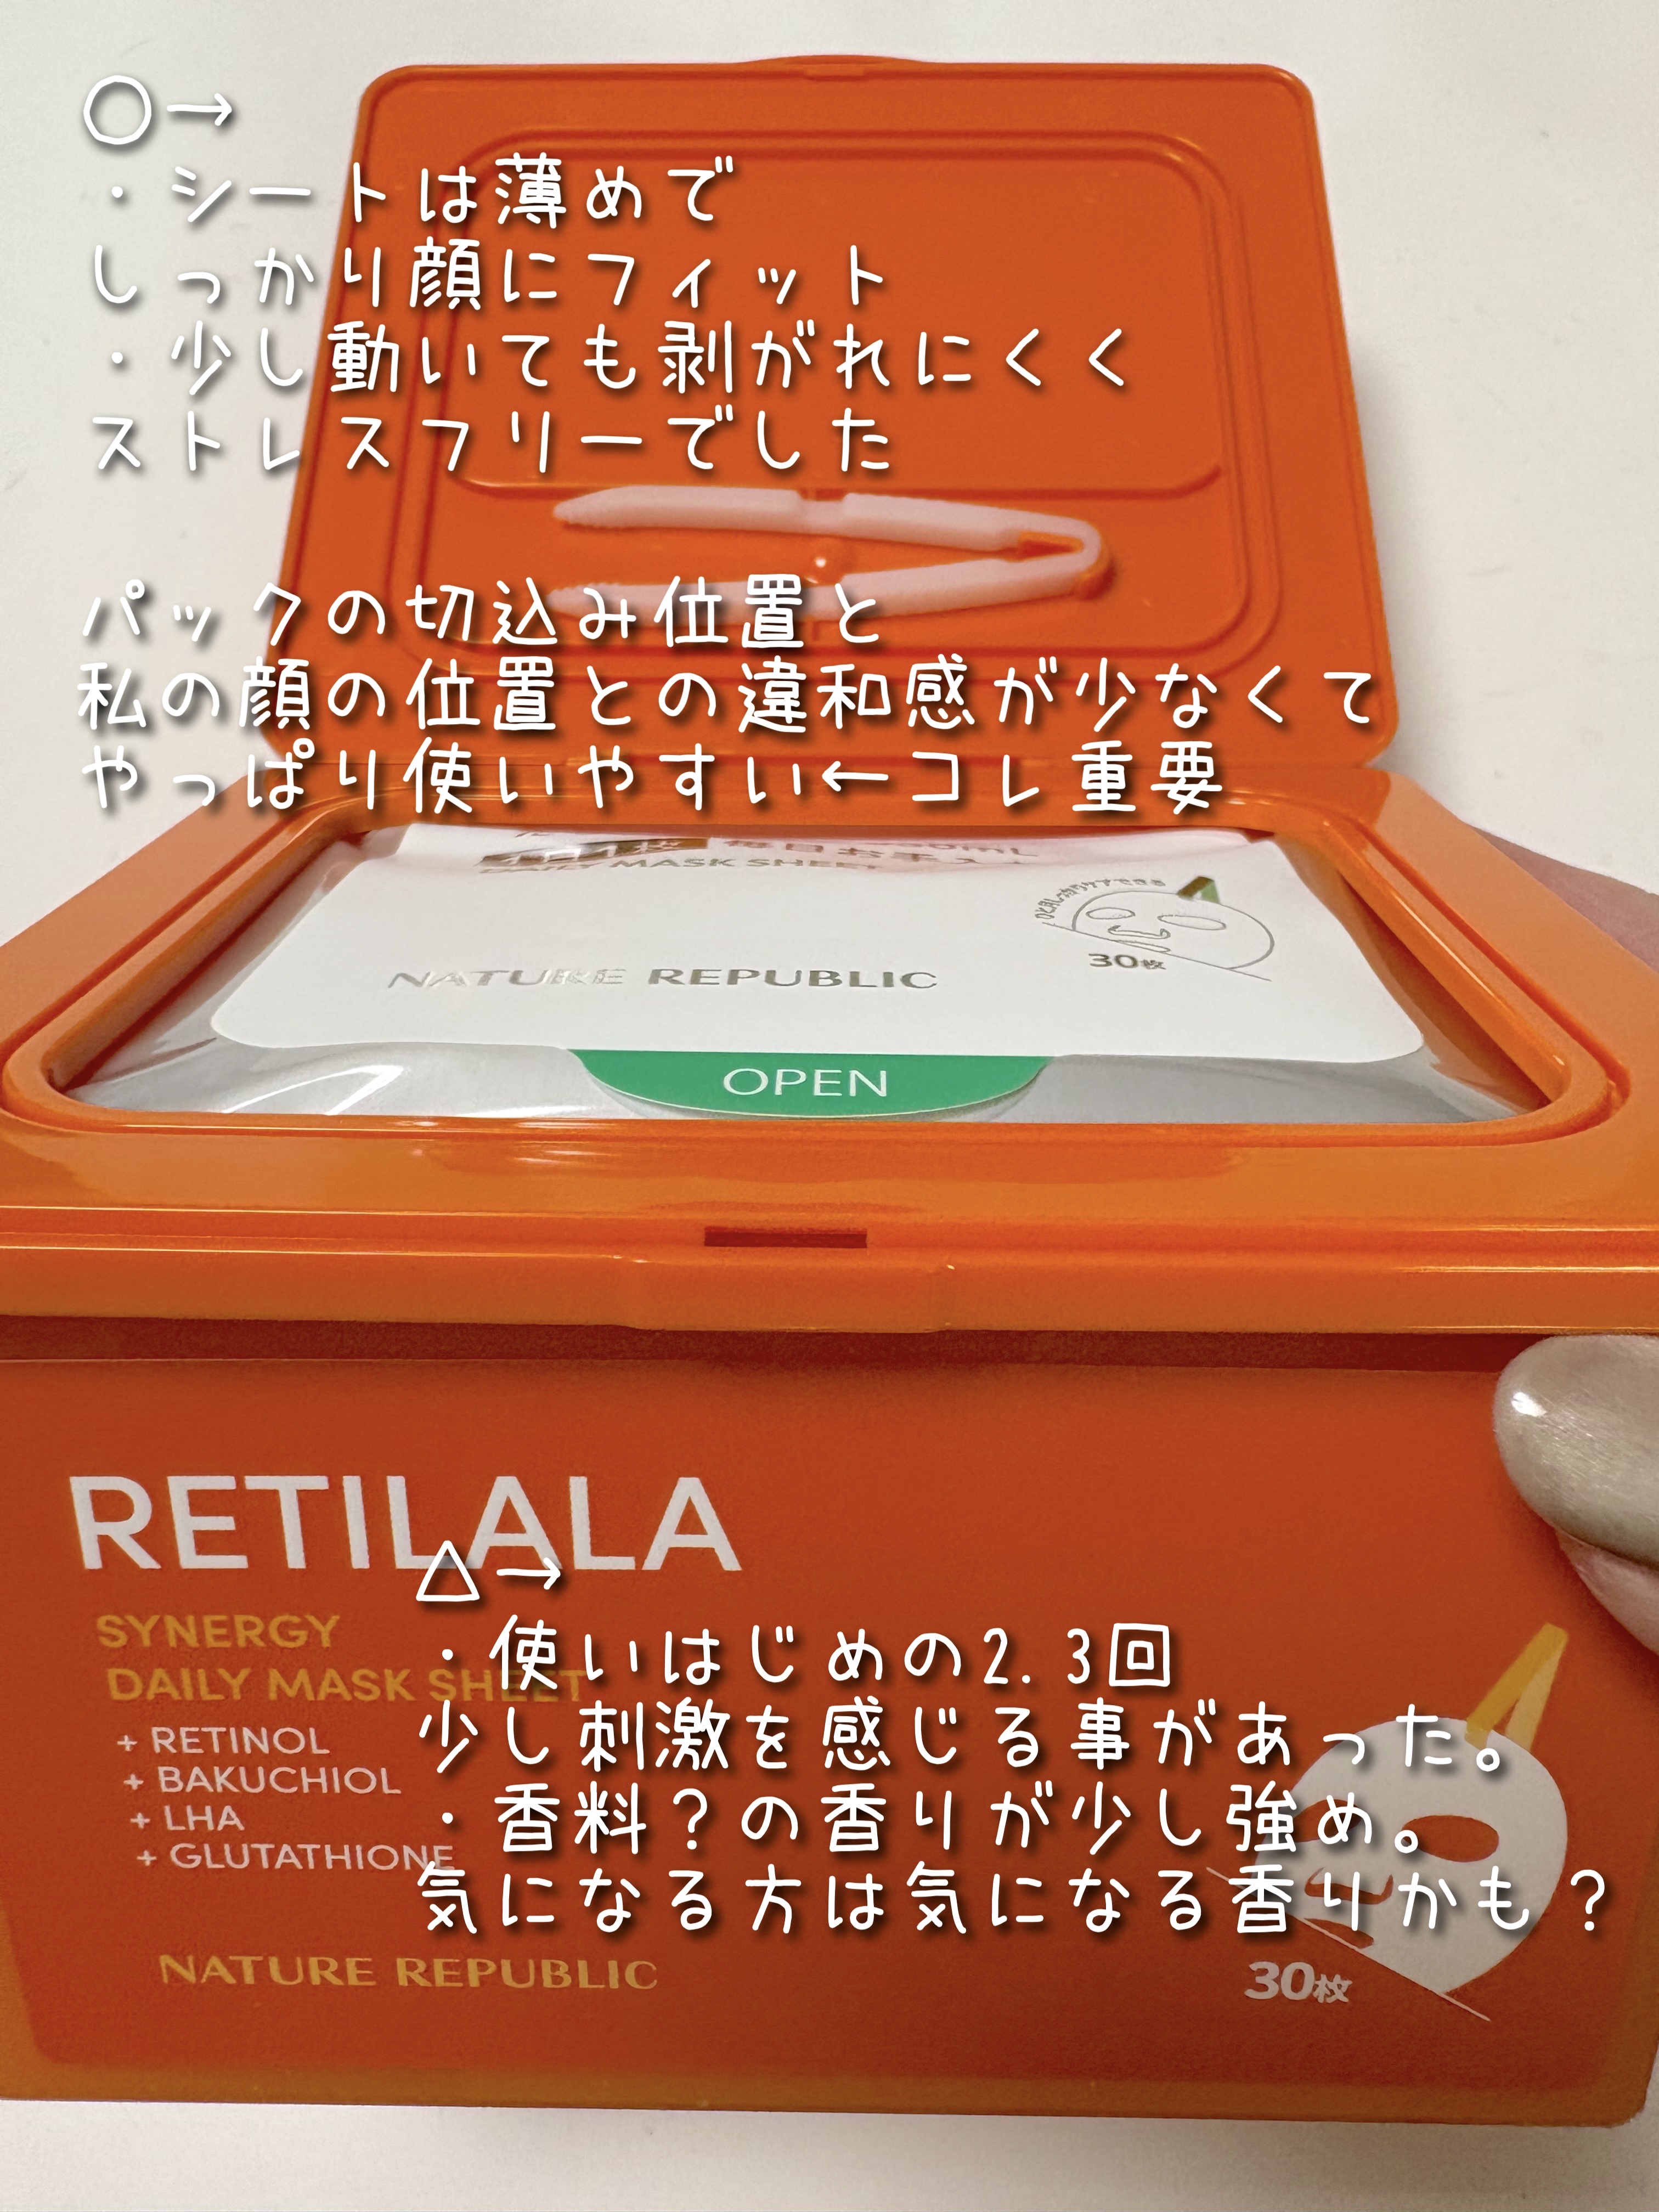 ○→
・シートは薄めで
しっかり顔にフィット
・少し動いても剥がれにくく
ストレスフリーでした
パックの切込み位置と
私の顔の位置との違和感が少なくて
やっぱり使いやすい←コレ重要
DAILY MASK SHEET
30枚
NATURE REPUBLIC
OPEN
RETILALA
SYNERGY
DAILY MASK SHEET
+ RETINOL
+ BAKUCHIOL
+ LHA
+ GLUTATHIONE
NATURE REPUBLIC
30枚
△→
・使いはじめの2.3回
少し刺激を感じる事があった。
・香料？の香りが少し強め。
気になる方は気になる香りかも？